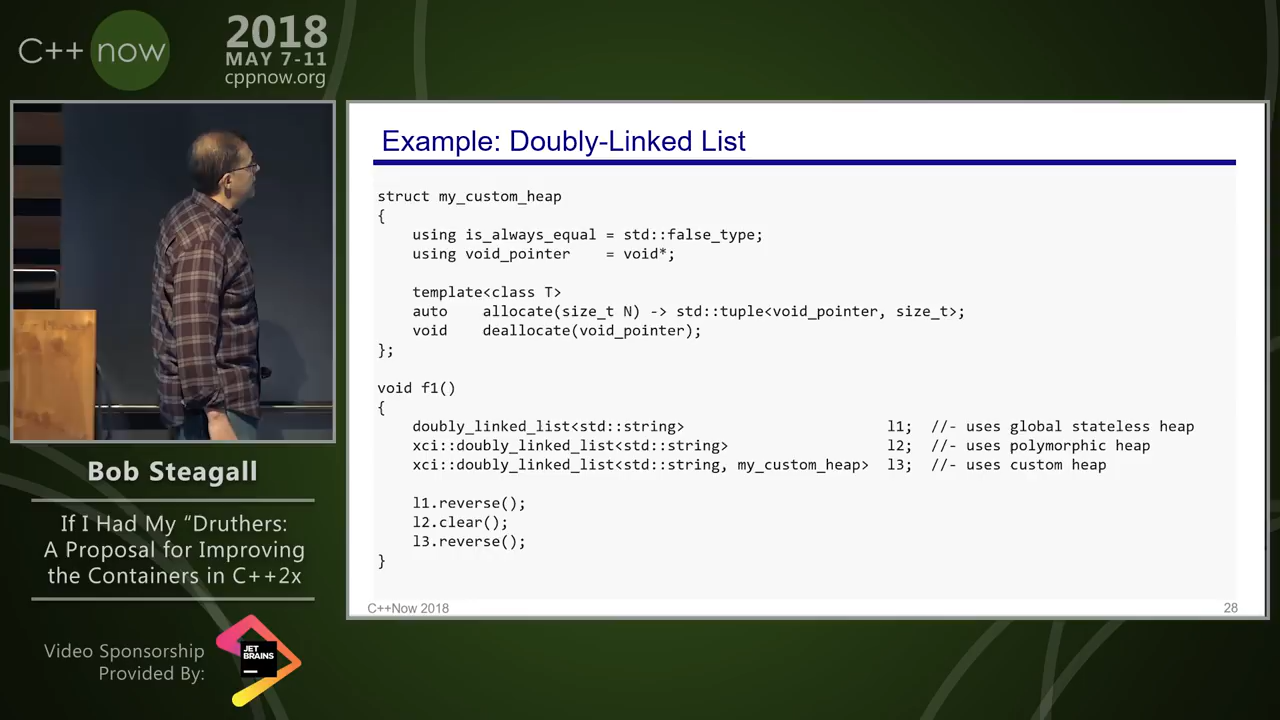 C++ now
2018
MAY 7-11
cppnow.org
Example: Doubly-Linked List
struct my_custom_heap
{
    using is_always_equal = std::false_type;
    using void_pointer    = void*;
    template<class T>
    auto    allocate(size_t N) -> std::tuple<void_pointer, size_t>;
    void    deallocate(void_pointer);
};
void f1()
{
    doubly_linked_list<std::string>                       l1;  //- uses global stateless heap
    xci::doubly_linked_list<std::string>                  l2;  //- uses polymorphic heap
    xci::doubly_linked_list<std::string, my_custom_heap>  l3;  //- uses custom heap
    l1.reverse();
    l2.clear();
    l3.reverse();
}
C++Now 2018
28
Bob Steagall
If I Had My “Druthers:
A Proposal for Improving
the Containers in C++2x
Video Sponsorship
Provided By:
JET
BRAINS